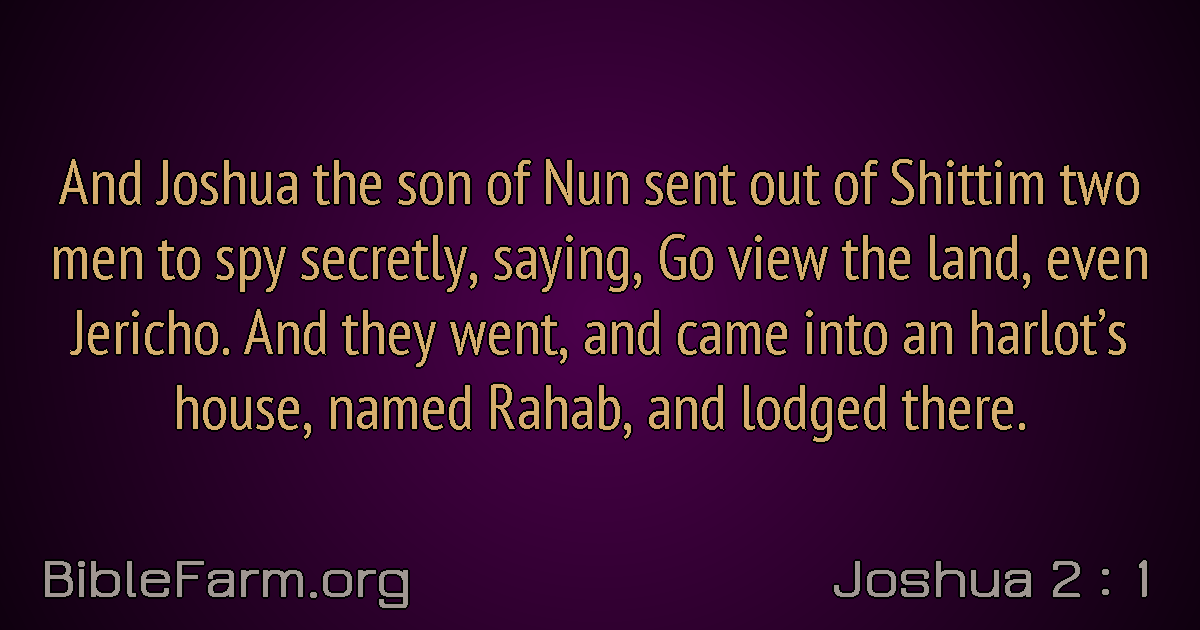 And Joshua the son of Nun sent out of Shittim two
men to spy secretly, saying, Go view the land, even
Jericho. And they went, and came into an harlot’s
house, named Rahab, and lodged there.
BibleFarm.org
Joshua 2 : 1